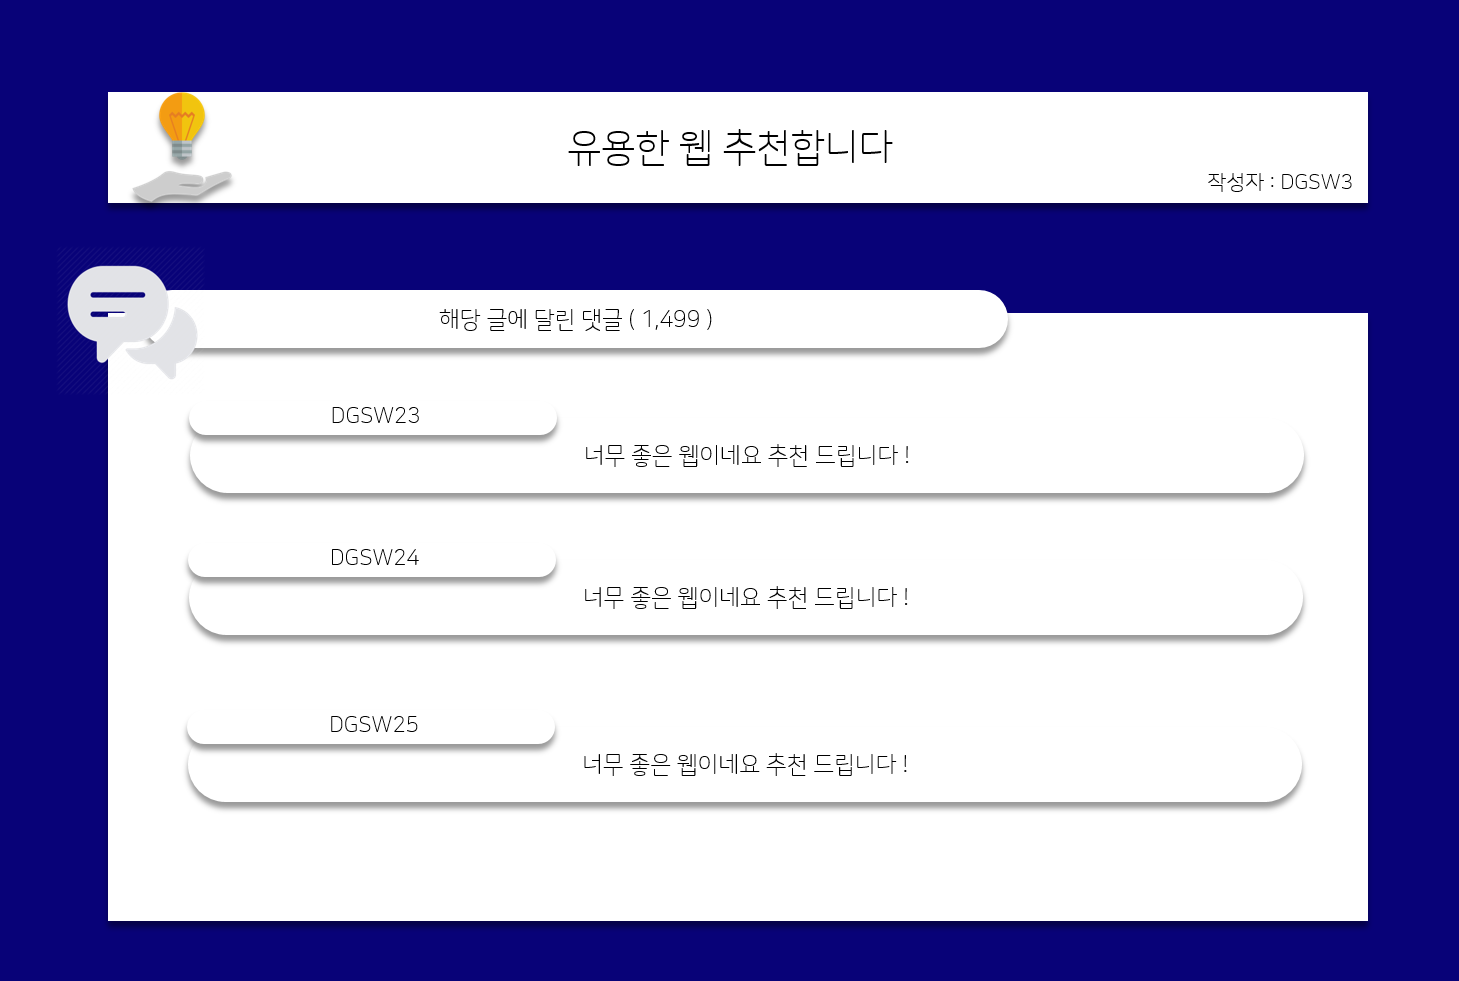 유용한 웹 추천합니다
작성자 : DGSW3
해당 글에 달린 댓글 ( 1,499 )
DGSW23
너무 좋은 웹이네요 추천 드립니다 !
DGSW24
너무 좋은 웹이네요 추천 드립니다 !
DGSW25
너무 좋은 웹이네요 추천 드립니다 !